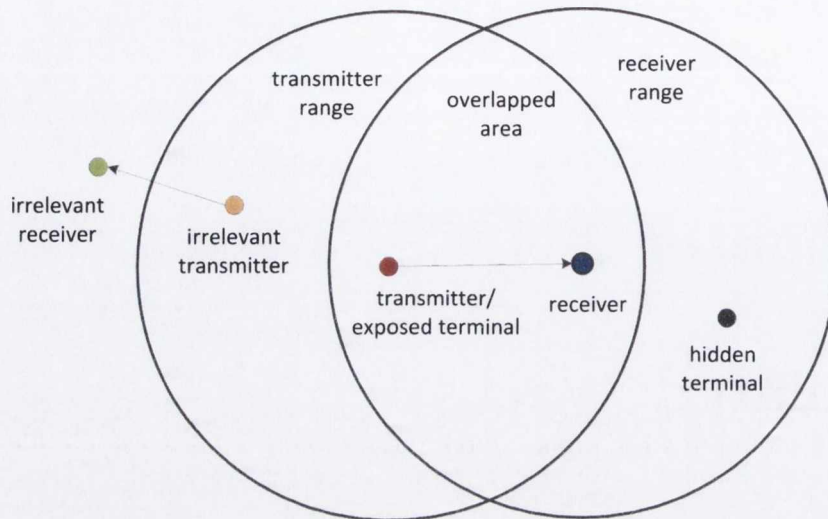 transmitter
range
receiver
range
overlapped
area
irrelevant
receiver
irrelevant
transmitter
transmitter/
exposed terminal
receiver
hidden
terminal